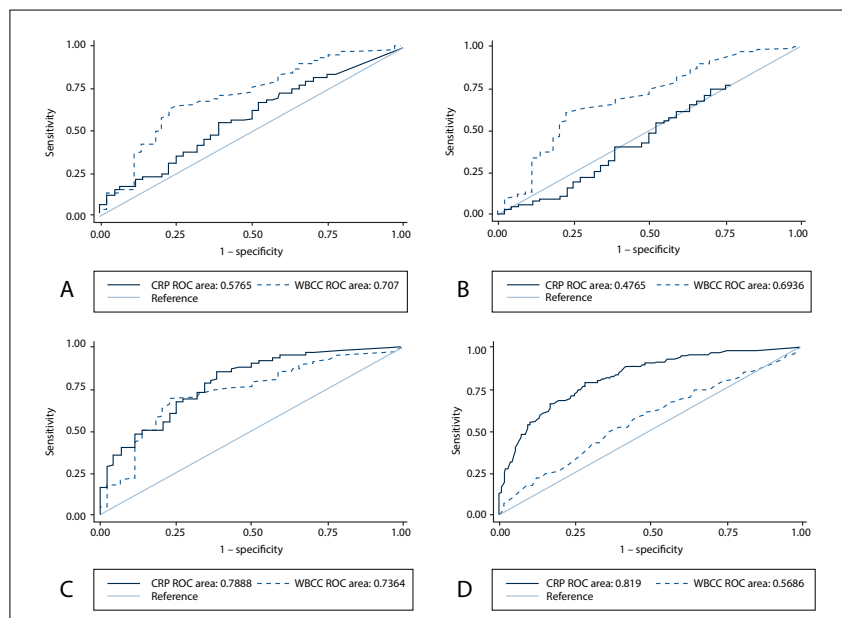 1.00
0.75
0.50
0.25
0.00
Sensitivity
0.00 0.25 0.50 0.75 1.00
1 – specificity
A
CRP ROC area: 0.5765 WBCC ROC area: 0.707
Reference
1.00
0.75
0.50
0.25
0.00
Sensitivity
0.00 0.25 0.50 0.75 1.00
1 – specificity
B
CRP ROC area: 0.4765 WBCC ROC area: 0.6936
Reference
1.00
0.75
0.50
0.25
0.00
Sensitivity
0.00 0.25 0.50 0.75 1.00
1 – specificity
C
CRP ROC area: 0.7888 WBCC ROC area: 0.7364
Reference
1.00
0.75
0.50
0.25
0.00
Sensitivity
0.00 0.25 0.50 0.75 1.00
1 – specificity
D
CRP ROC area: 0.819 WBCC ROC area: 0.5686
Reference